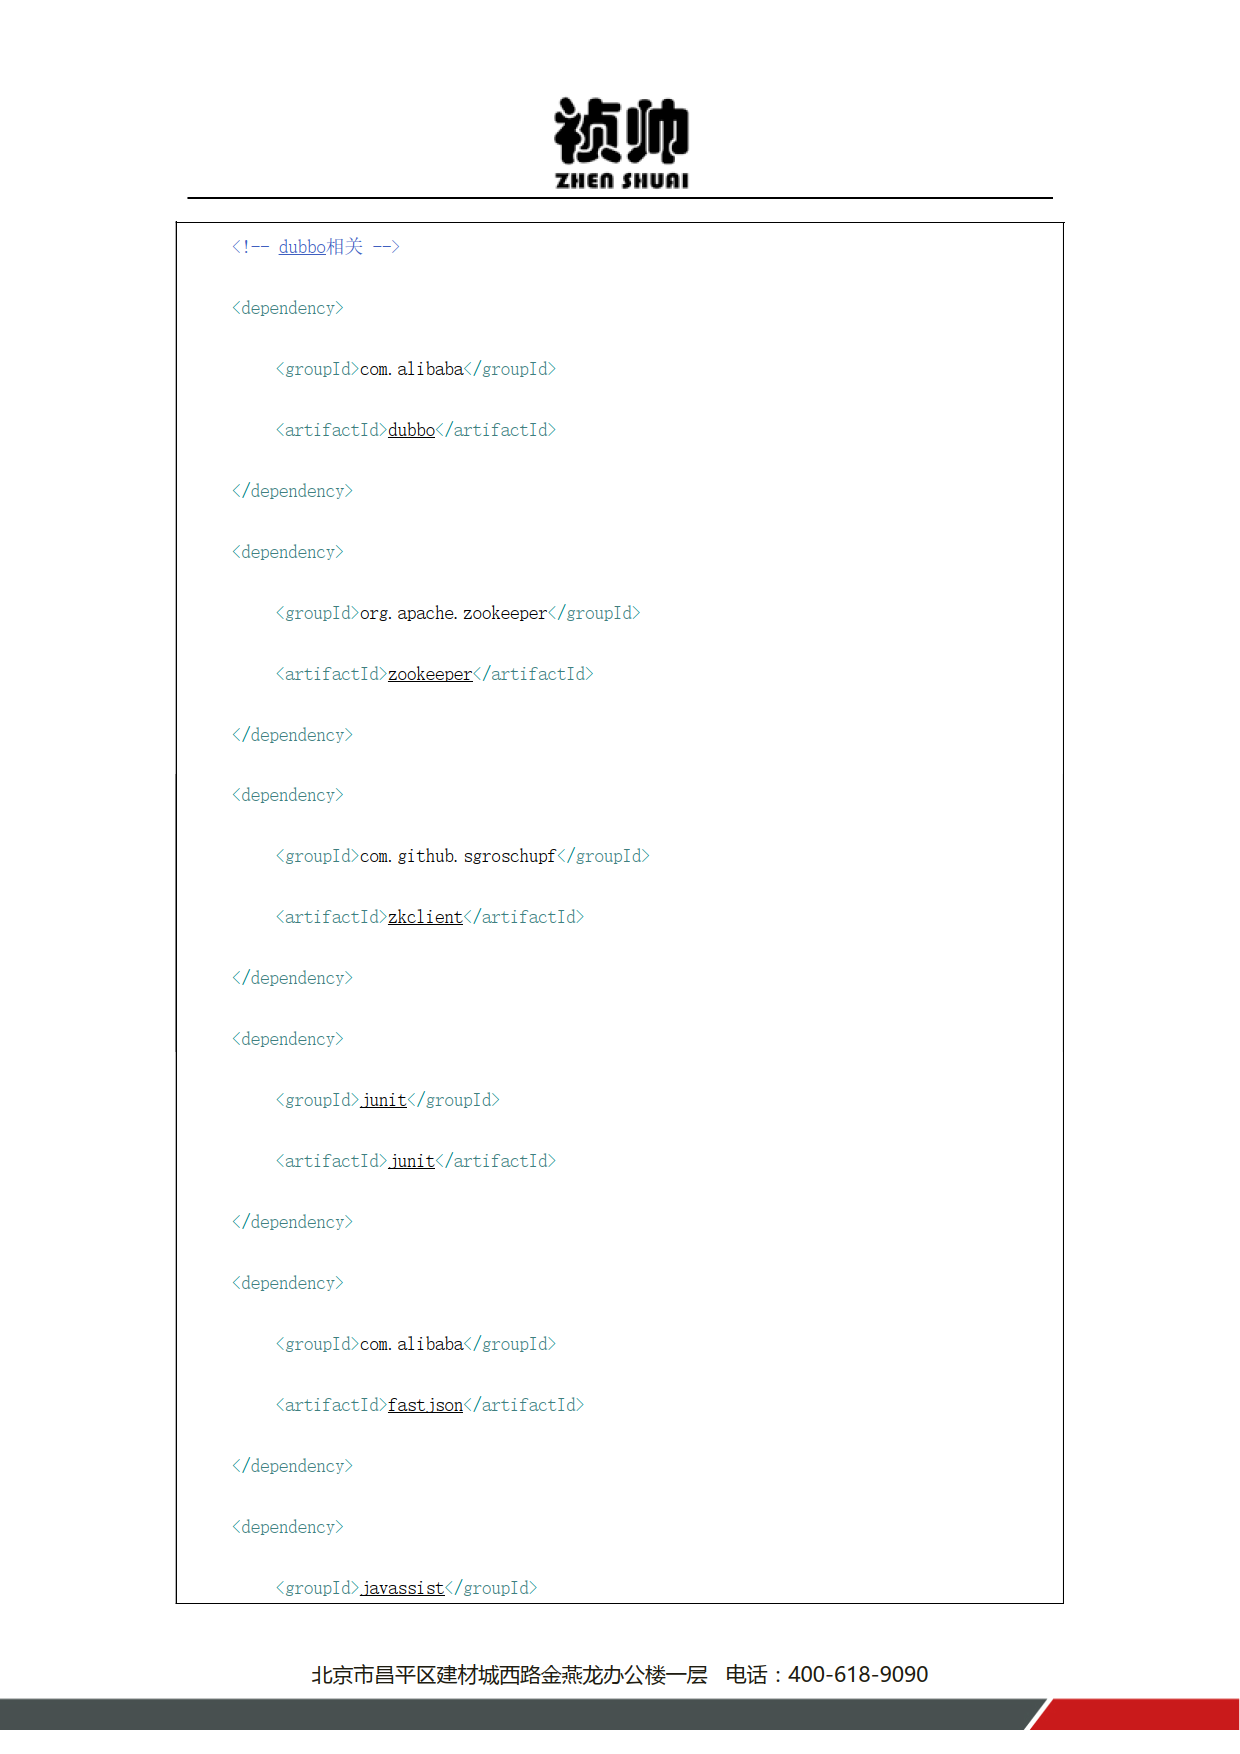 祯帅
ZHEN SHUAI
<!-- dubbo相关 -->
<dependency>
<groupId>com.alibaba</groupId>
<artifactId>dubbo</artifactId>
</dependency>
<dependency>
<groupId>org.apache.zookeeper</groupId>
<artifactId>zookeeper</artifactId>
</dependency>
<dependency>
<groupId>com.github.sgroschupf</groupId>
<artifactId>zkclient</artifactId>
</dependency>
<dependency>
<groupId>junit</groupId>
<artifactId>junit</artifactId>
</dependency>
<dependency>
<groupId>com.alibaba</groupId>
<artifactId>fastjson</artifactId>
</dependency>
<dependency>
<groupId>javassist</groupId>
北京市昌平区建材城西路金燕龙办公楼一层 电话：400-618-9090